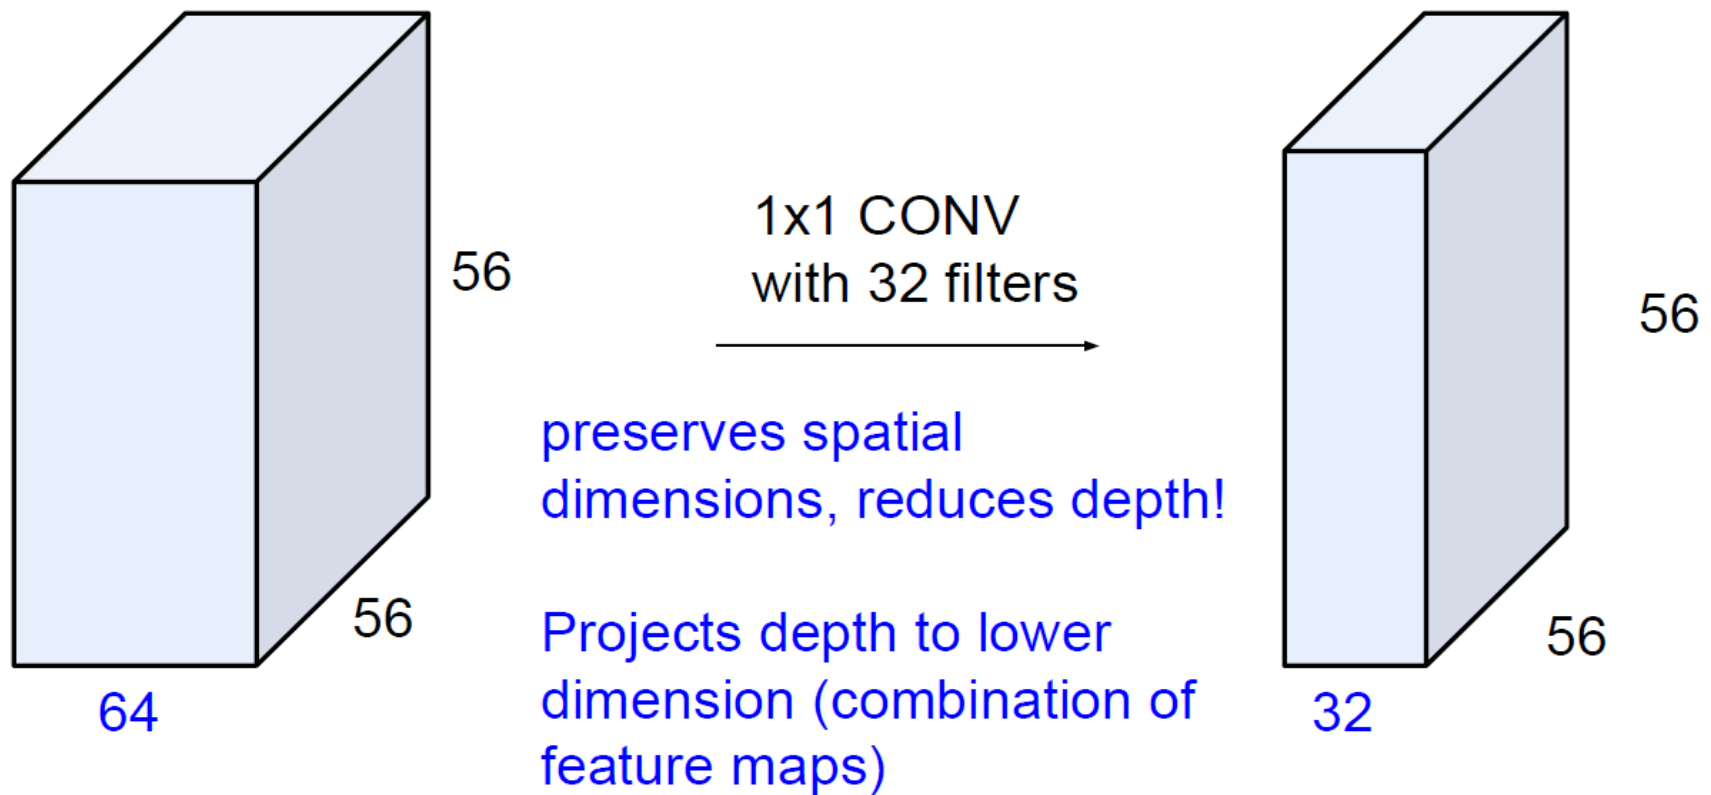 56
56
64
1x1 CONV
with 32 filters
preserves spatial
dimensions, reduces depth!
Projects depth to lower
dimension (combination of
feature maps)
56
56
32